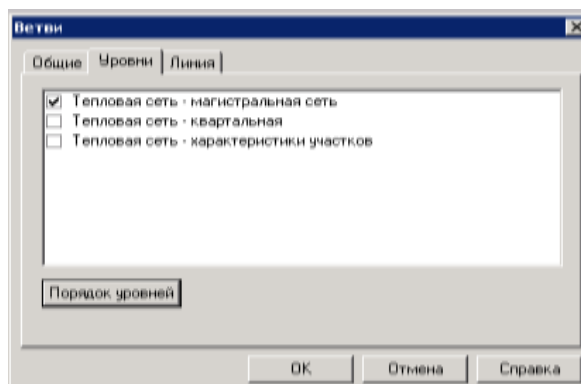 Ветви
Общие Уровни Линия
Тепловая сеть - магистральная сеть
Тепловая сеть - квартальная
Тепловая сеть - характеристики участков
Порядок уровней
OK Отмена Справка